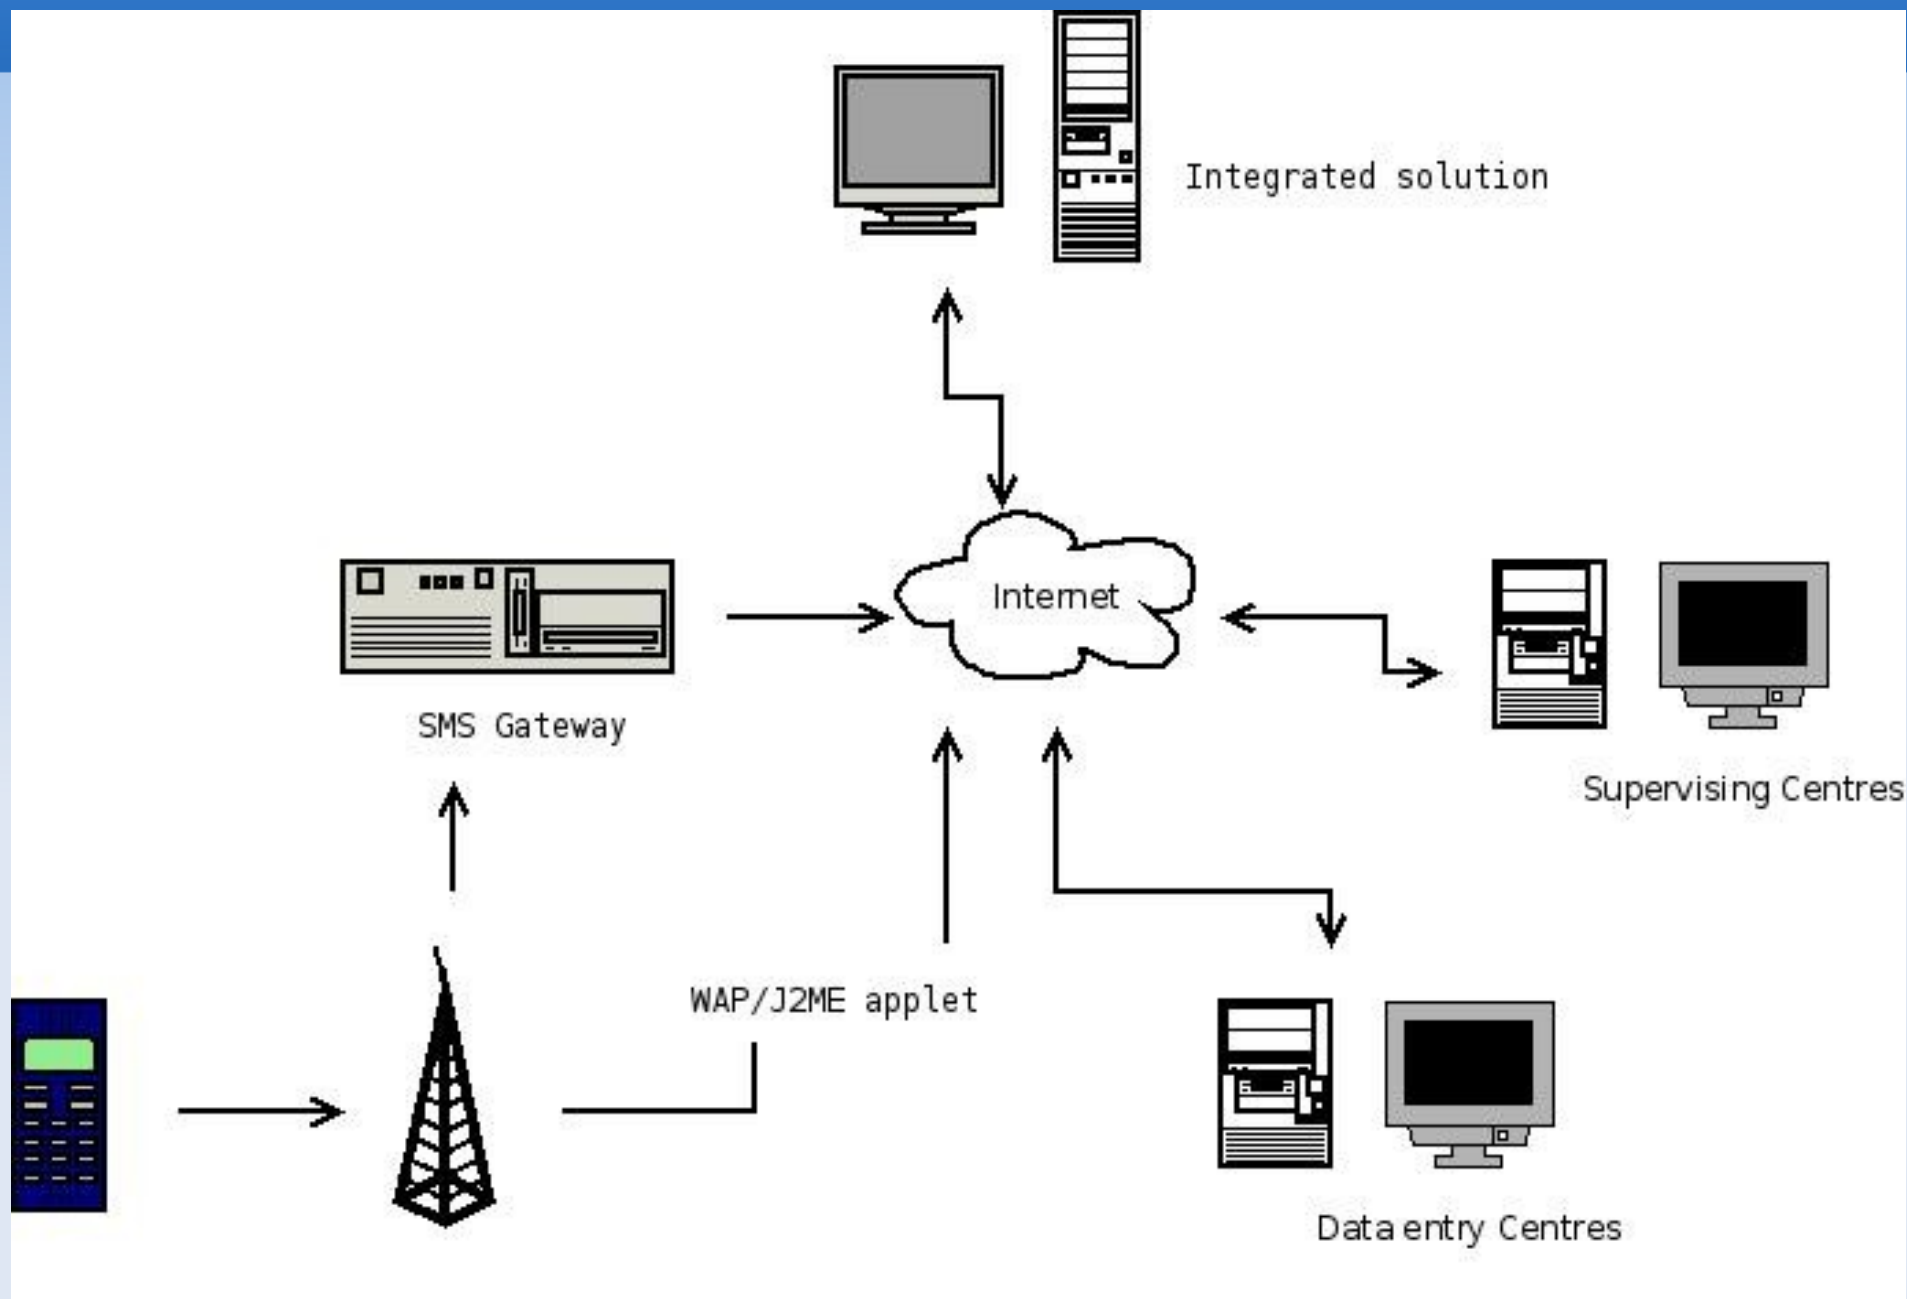 Integrated solution
Internet
SMS Gateway
Supervising Centres
WAP/J2ME applet
Data entry Centres